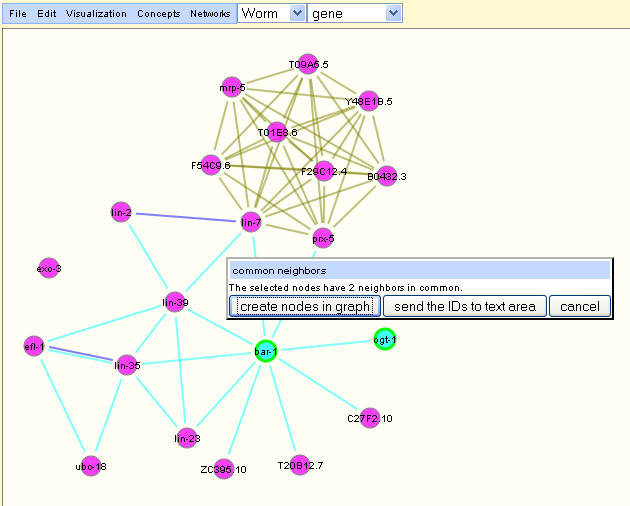 File Edit Visualization Concepts Networks Worm gene
T09A5.5
mrp-5
Y48E1B.5
T01E8.6
F54C9.6
F29C12.4
B0432.3
lin-2
lin-7
prx-5
exo-3
common neighbors
The selected nodes have 2 neighbors in common.
create nodes in graph send the IDs to text area cancel
lin-39
efl-1
ogt-1
bar-1
lin-35
C27F2.10
lin-23
ubc-18
ZC395.10
T20B12.7